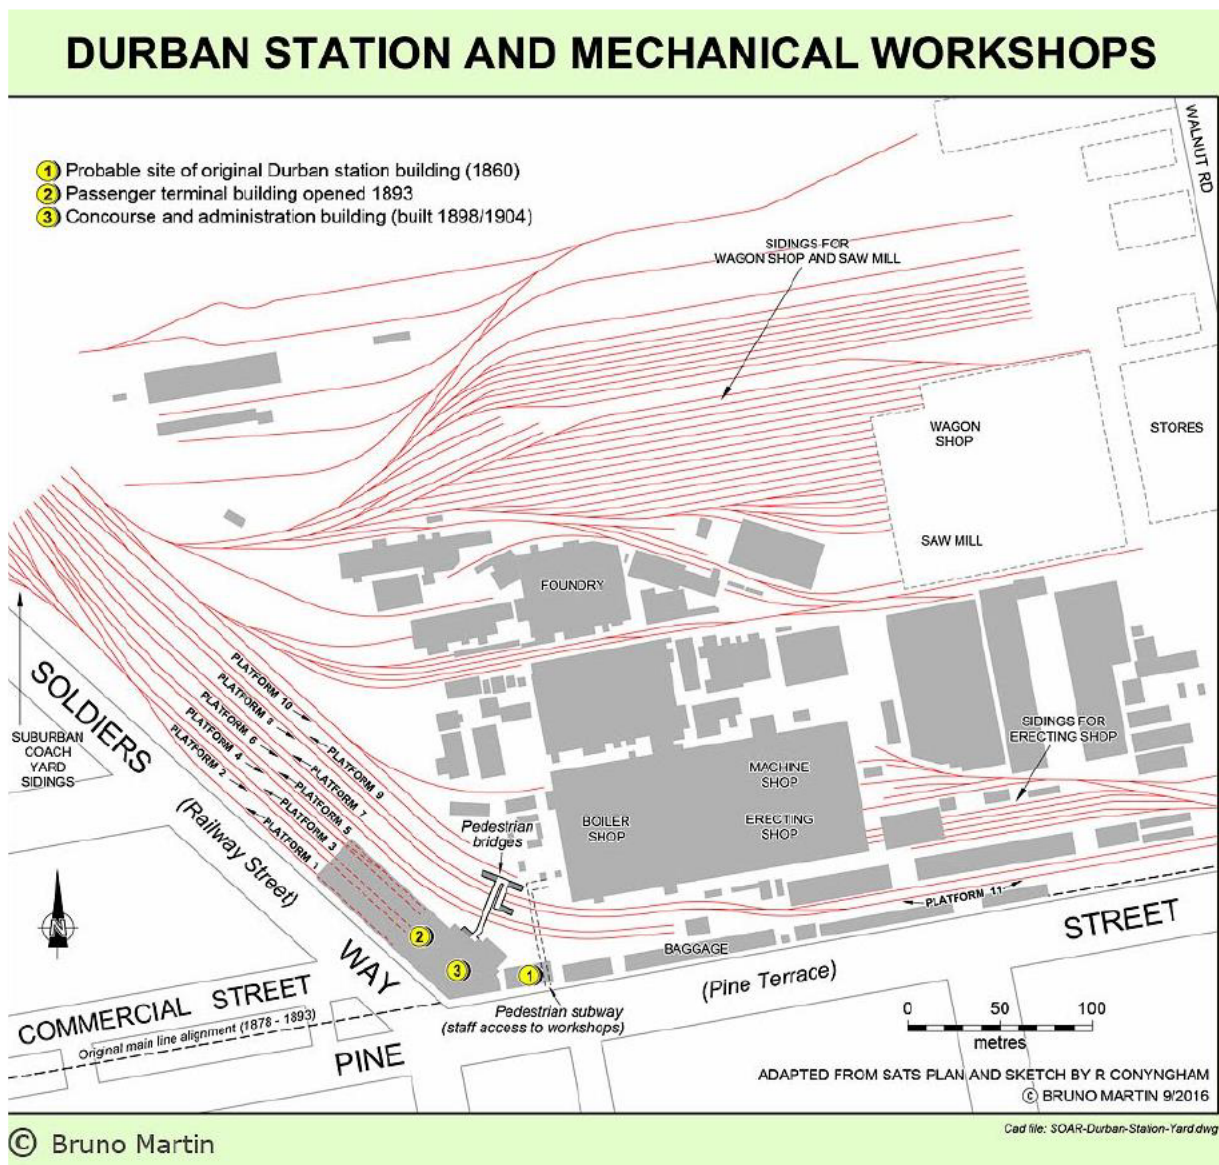 DURBAN STATION AND MECHANICAL WORKSHOPS
1 Probable site of original Durban station building (1860)
2 Passenger terminal building opened 1893
3 Concourse and administration building (built 1898/1904)
WALNUT RD
SIDINGS FOR
WAGON SHOP AND SAW MILL
WAGON
SHOP
STORES
SAW MILL
FOUNDRY
SOLDIERS
SUBURBAN
COACH
YARD
SIDINGS
PLATFORM 10
PLATFORM 8
PLATFORM 6
PLATFORM 4
PLATFORM 2
PLATFORM 9
PLATFORM 7
PLATFORM 5
PLATFORM 3
PLATFORM 1
(Railway Street)
SIDINGS FOR
ERECTING SHOP
MACHINE
SHOP
BOILER
SHOP
ERECTING
SHOP
Pedestrian
bridges
PLATFORM 11
N
2
3
1
WAY
BAGGAGE
STREET
(Pine Terrace)
COMMERCIAL STREET
Original main line alignment (1878 - 1893)
Pedestrian subway
(staff access to workshops)
PINE
0 50 100
metres
ADAPTED FROM SATS PLAN AND SKETCH BY R CONYNGHAM
© BRUNO MARTIN 9/2016
© Bruno Martin
Cad file: SOAR-Durban-Station-Yard.dwg